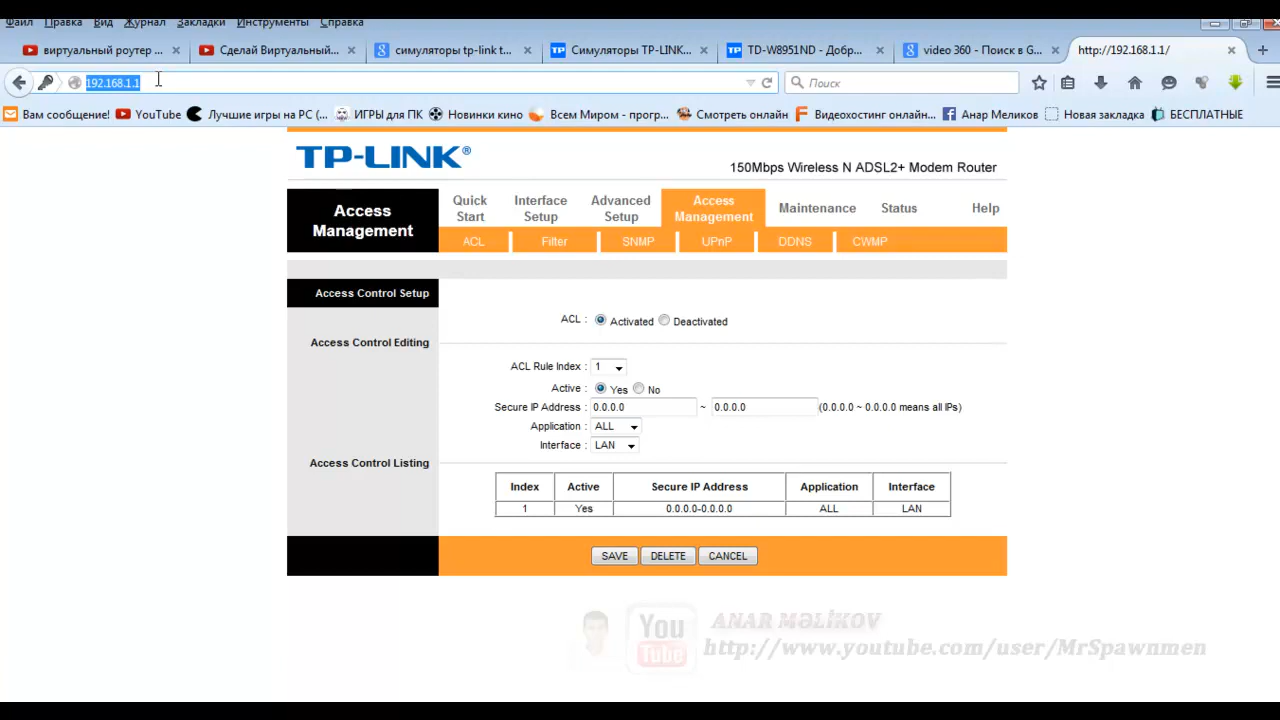 Файл Правка Вид Журнал Закладки Инструменты Справка
виртуальный роутер ... Сделай Виртуальный... симуляторы tp-link t... Симуляторы TP-LINK... TD-W8951ND - Добр... video 360 - Поиск в G... http://192.168.1.1/
192.168.1.1 Поиск
Вам сообщение! YouTube Лучшие игры на PC (... ИГРЫ ДЛЯ ПК Новинки кино Всем Миром - прогр... Смотреть онлайн Видеохостинг онлайн... Анар Меликов Новая закладка БЕСПЛАТНЫЕ
TP-LINK®
150Mbps Wireless N ADSL2+ Modem Router
Access Management
Quick Start Interface Setup Advanced Setup Access Management Maintenance Status Help
ACL Filter SNMP UPnP DDNS CWMP
Access Control Setup
ACL : Activated Deactivated
Access Control Editing
ACL Rule Index : 1
Active : Yes No
Secure IP Address : 0.0.0.0 ~ 0.0.0.0 (0.0.0.0 ~ 0.0.0.0 means all IPs)
Application : ALL
Interface : LAN
Access Control Listing
Index Active Secure IP Address Application Interface
1 Yes 0.0.0.0-0.0.0.0 ALL LAN
SAVE DELETE CANCEL
You Tube
ANAR MƏLİKOV
http://www.youtube.com/user/MrSpawnmen